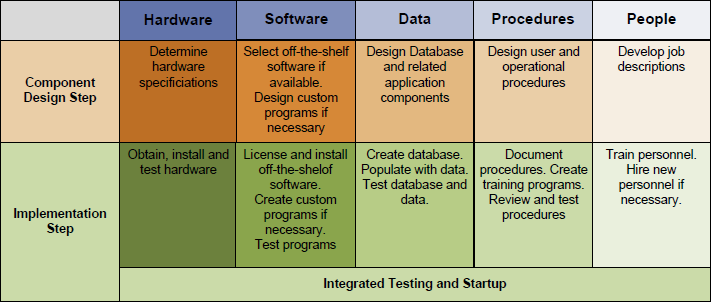 Hardware
Software
Data
Procedures
People
Component
Design Step
Determine
hardware
specificiations
Select off-the-shelf
software if
available.
Design custom
programs if
necessary
Design Database
and related
application
components
Design user and
operational
procedures
Develop job
descriptions
Implementation
Step
Obtain, install and
test hardware
License and install
off-the-shelof
software.
Create custom
programs if
necessary.
Test programs
Create database.
Populate with data.
Test database and
data.
Document
procedures. Create
training programs.
Review and test
procedures
Train personnel.
Hire new
personnel if
necessary.
Integrated Testing and Startup